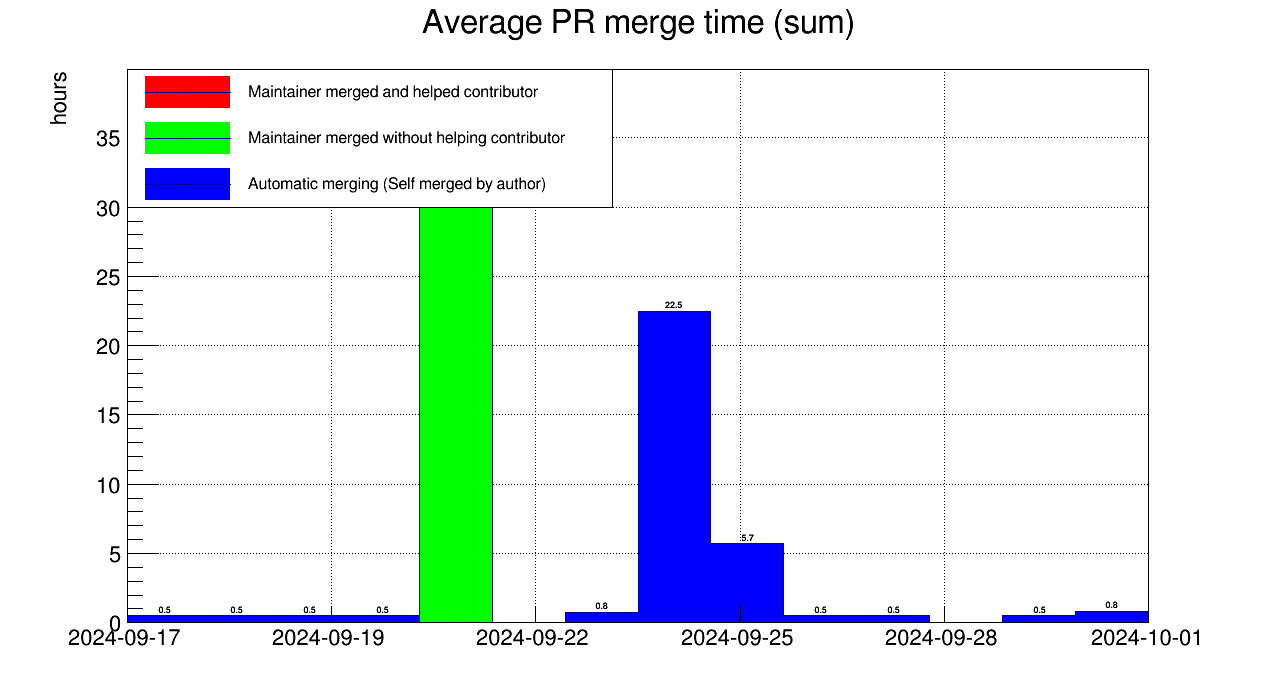 Average PR merge time (sum)
hours
Maintainer merged and helped contributor
Maintainer merged without helping contributor
Automatic merging (Self merged by author)
35
30
25
20
15
10
5
0
0.5 0.5 0.5 0.5 0.8 22.5 5.7 0.5 0.5 0.5 0.8
2024-09-17 2024-09-19 2024-09-22 2024-09-25 2024-09-28 2024-10-01